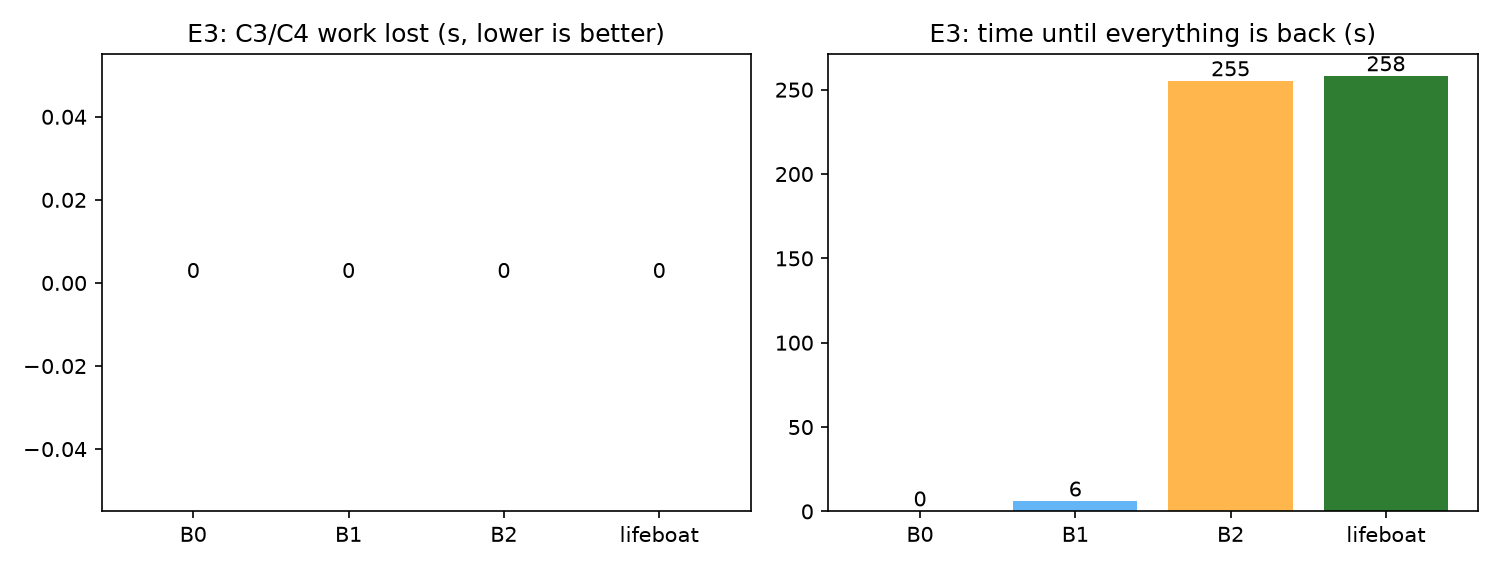 E3: C3/C4 work lost (s, lower is better)
0.04
0.02
0.00
−0.02
−0.04
0 0 0 0
B0 B1 B2 lifeboat
E3: time until everything is back (s)
250
200
150
100
50
0
0 6 255 258
B0 B1 B2 lifeboat